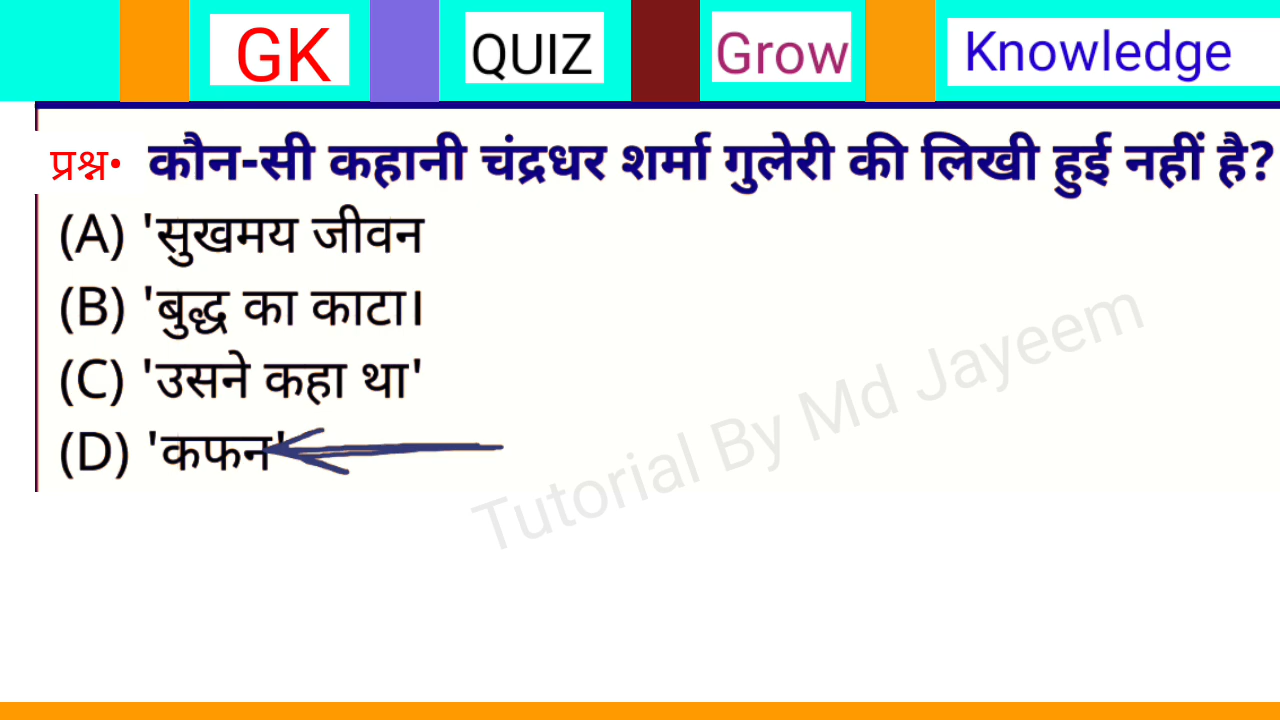 GK QUIZ Grow Knowledge
प्रश्न• कौन-सी कहानी चंद्रधर शर्मा गुलेरी की लिखी हुई नहीं है?
(A) 'सुखमय जीवन
(B) 'बुद्ध का काटा।
(C) 'उसने कहा था'
(D) 'कफन'
Tutorial By Md Jayeem